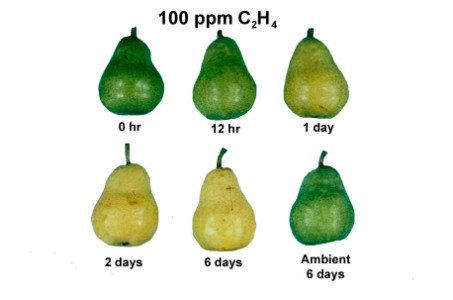 100 ppm C₂H₄
0 hr
12 hr
1 day
2 days
6 days
Ambient
6 days